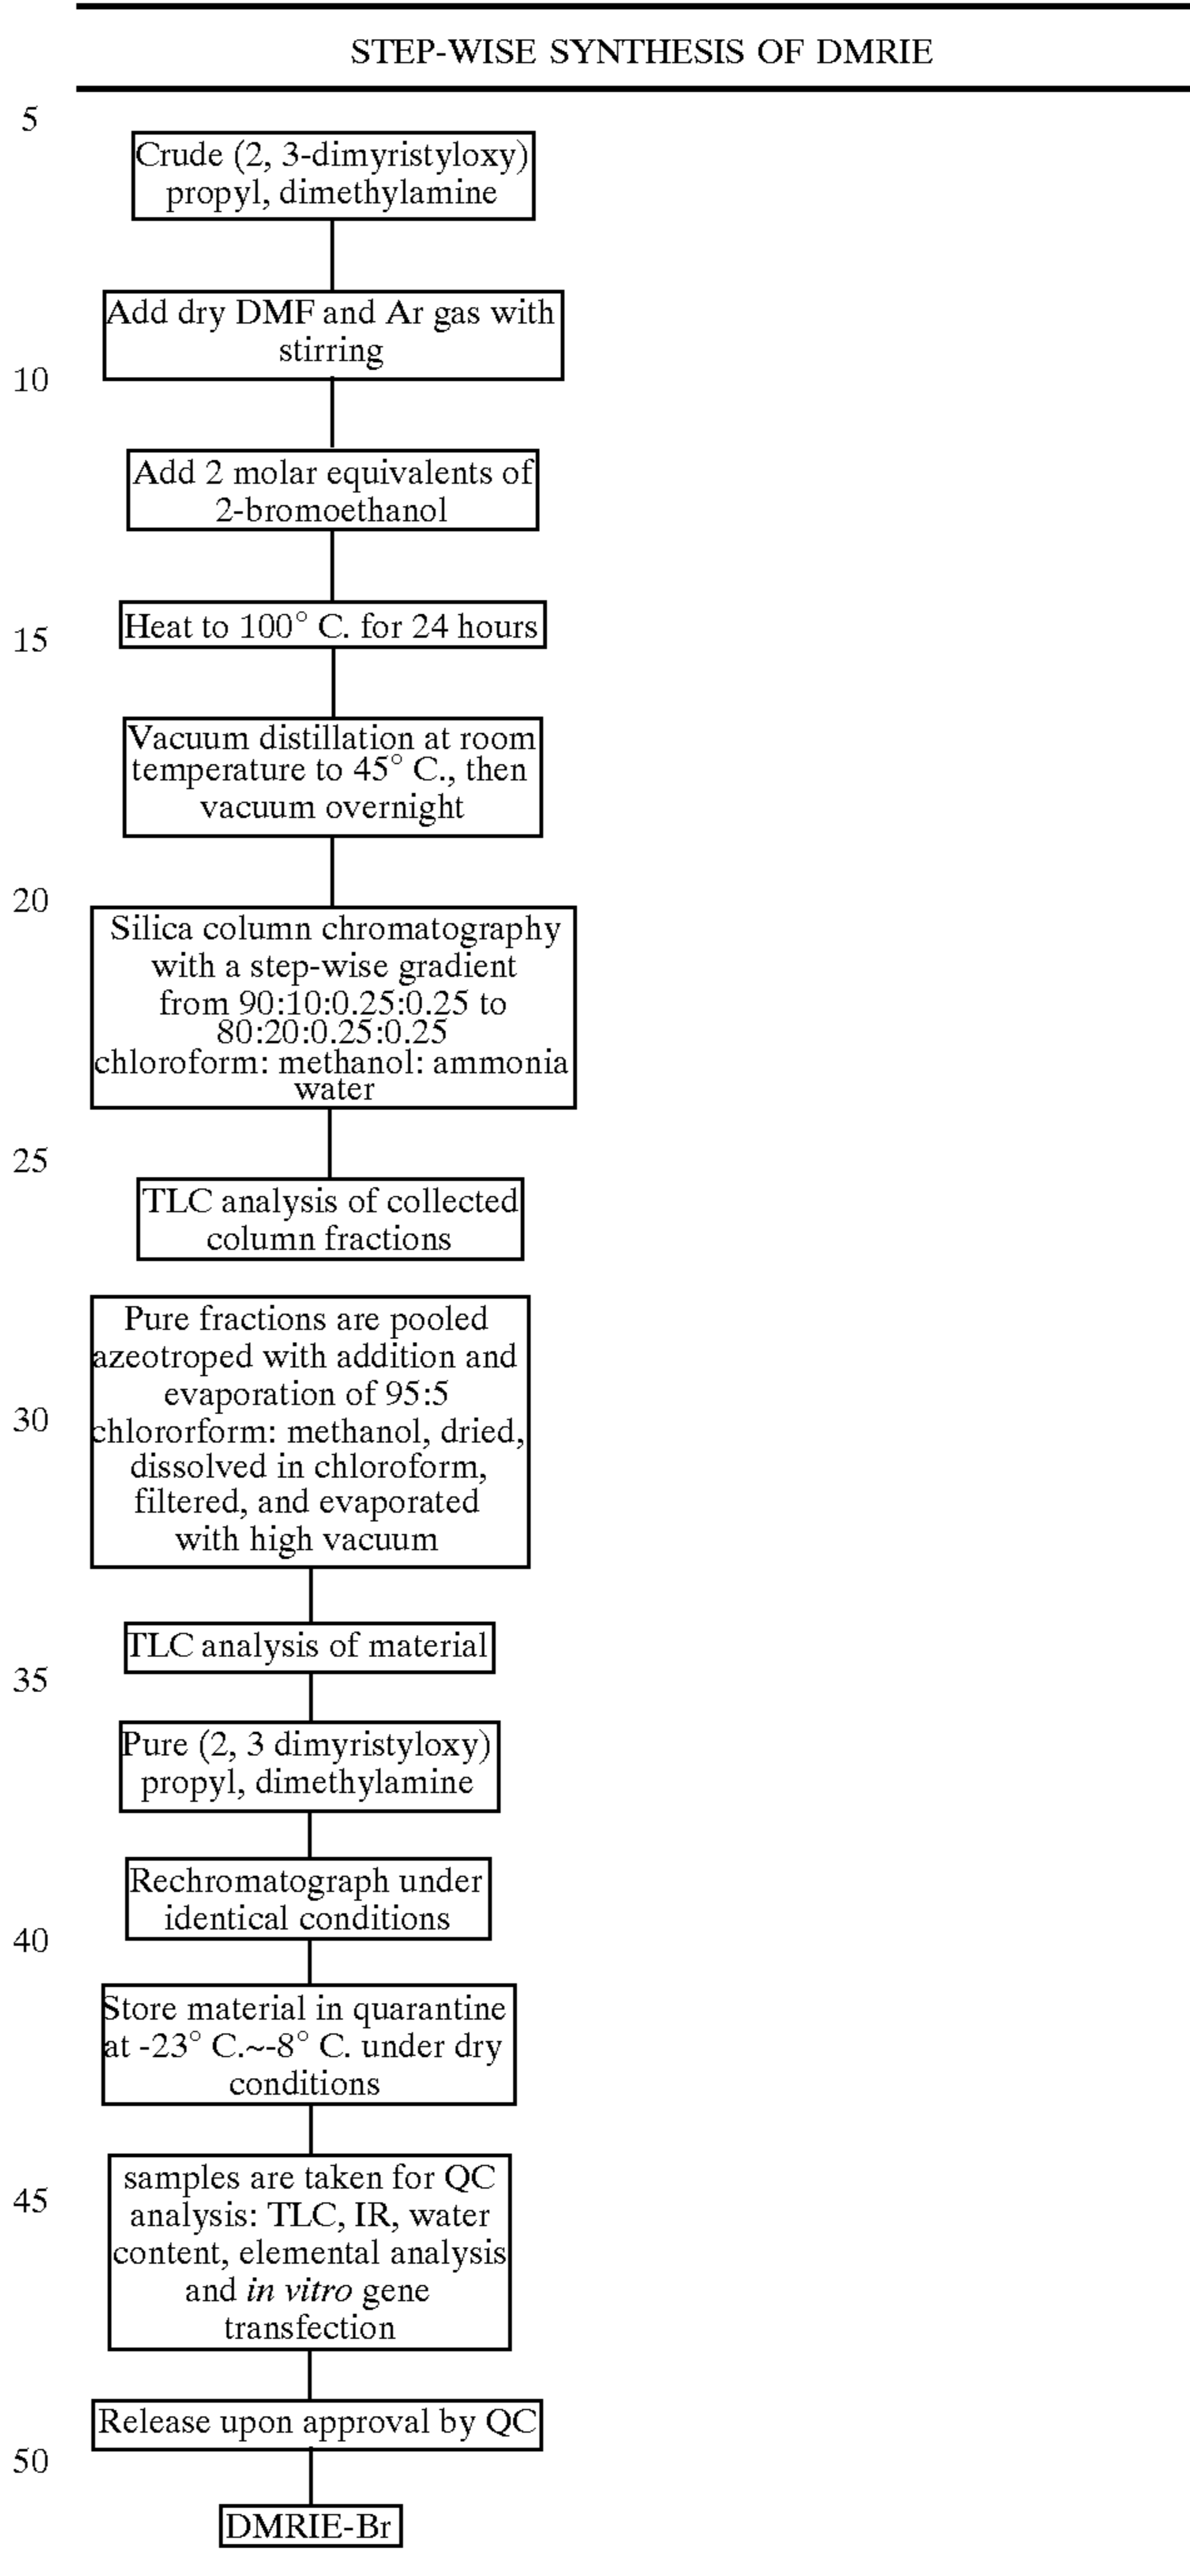 STEP-WISE SYNTHESIS OF DMRIE
5
Crude (2, 3-dimyristyloxy)
propyl, dimethylamine
Add dry DMF and Ar gas with
stirring
10
Add 2 molar equivalents of
2-bromoethanol
Heat to 100° C. for 24 hours
15
Vacuum distillation at room
temperature to 45° C., then
vacuum overnight
20
Silica column chromatography
with a step-wise gradient
from 90:10:0.25:0.25 to
80:20:0.25:0.25
chloroform: methanol: ammonia
water
25
TLC analysis of collected
column fractions
Pure fractions are pooled
azeotroped with addition and
evaporation of 95:5
30
chlororform: methanol, dried,
dissolved in chloroform,
filtered, and evaporated
with high vacuum
TLC analysis of material
35
Pure (2, 3 dimyristyloxy)
propyl, dimethylamine
Rechromatograph under
identical conditions
40
Store material in quarantine
at -23° C.~-8° C. under dry
conditions
samples are taken for QC
45
analysis: TLC, IR, water
content, elemental analysis
and in vitro gene
transfection
Release upon approval by QC
50
DMRIE-Br